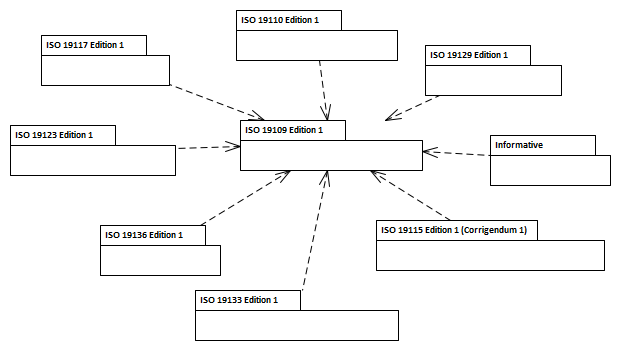 ISO 19110 Edition 1
ISO 19117 Edition 1
ISO 19129 Edition 1
ISO 19109 Edition 1
ISO 19123 Edition 1
Informative
ISO 19136 Edition 1
ISO 19115 Edition 1 (Corrigendum 1)
ISO 19133 Edition 1